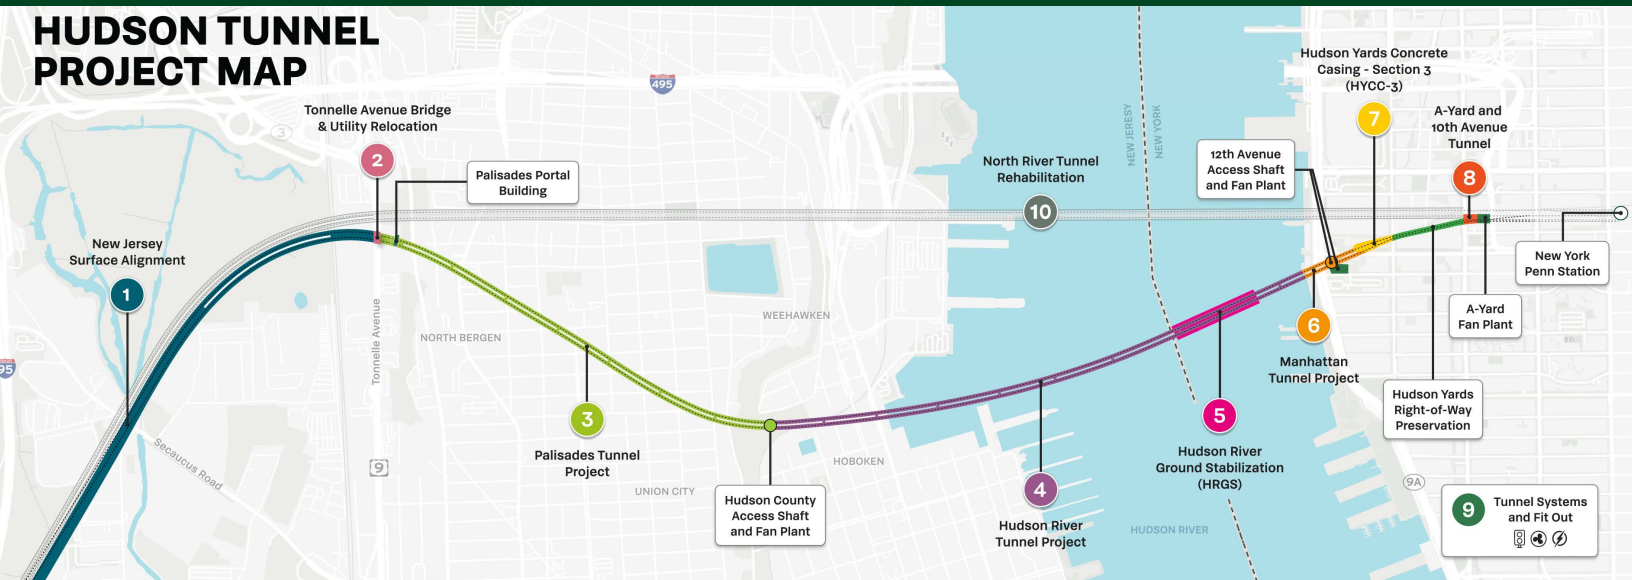 HUDSON TUNNEL
PROJECT MAP
495
3
Tonnelle Avenue Bridge
& Utility Relocation
2
Palisades Portal
Building
New Jersey
Surface Alignment
1
95
Tonnelle Avenue
Secaucus Road
9
NORTH BERGEN
3
Palisades Tunnel
Project
UNION CITY
WEEHAWKEN
HOBOKEN
Hudson County
Access Shaft
and Fan Plant
North River Tunnel
Rehabilitation
10
NEW JERESY
NEW YORK
4
Hudson River
Tunnel Project
5
Hudson River
Ground Stabilization
(HRGS)
HUDSON RIVER
12th Avenue
Access Shaft
and Fan Plant
6
Manhattan
Tunnel Project
Hudson Yards Concrete
Casing - Section 3
(HYCC-3)
7
A-Yard and
10th Avenue
Tunnel
8
New York
Penn Station
A-Yard
Fan Plant
Hudson Yards
Right-of-Way
Preservation
9A
9
Tunnel Systems
and Fit Out